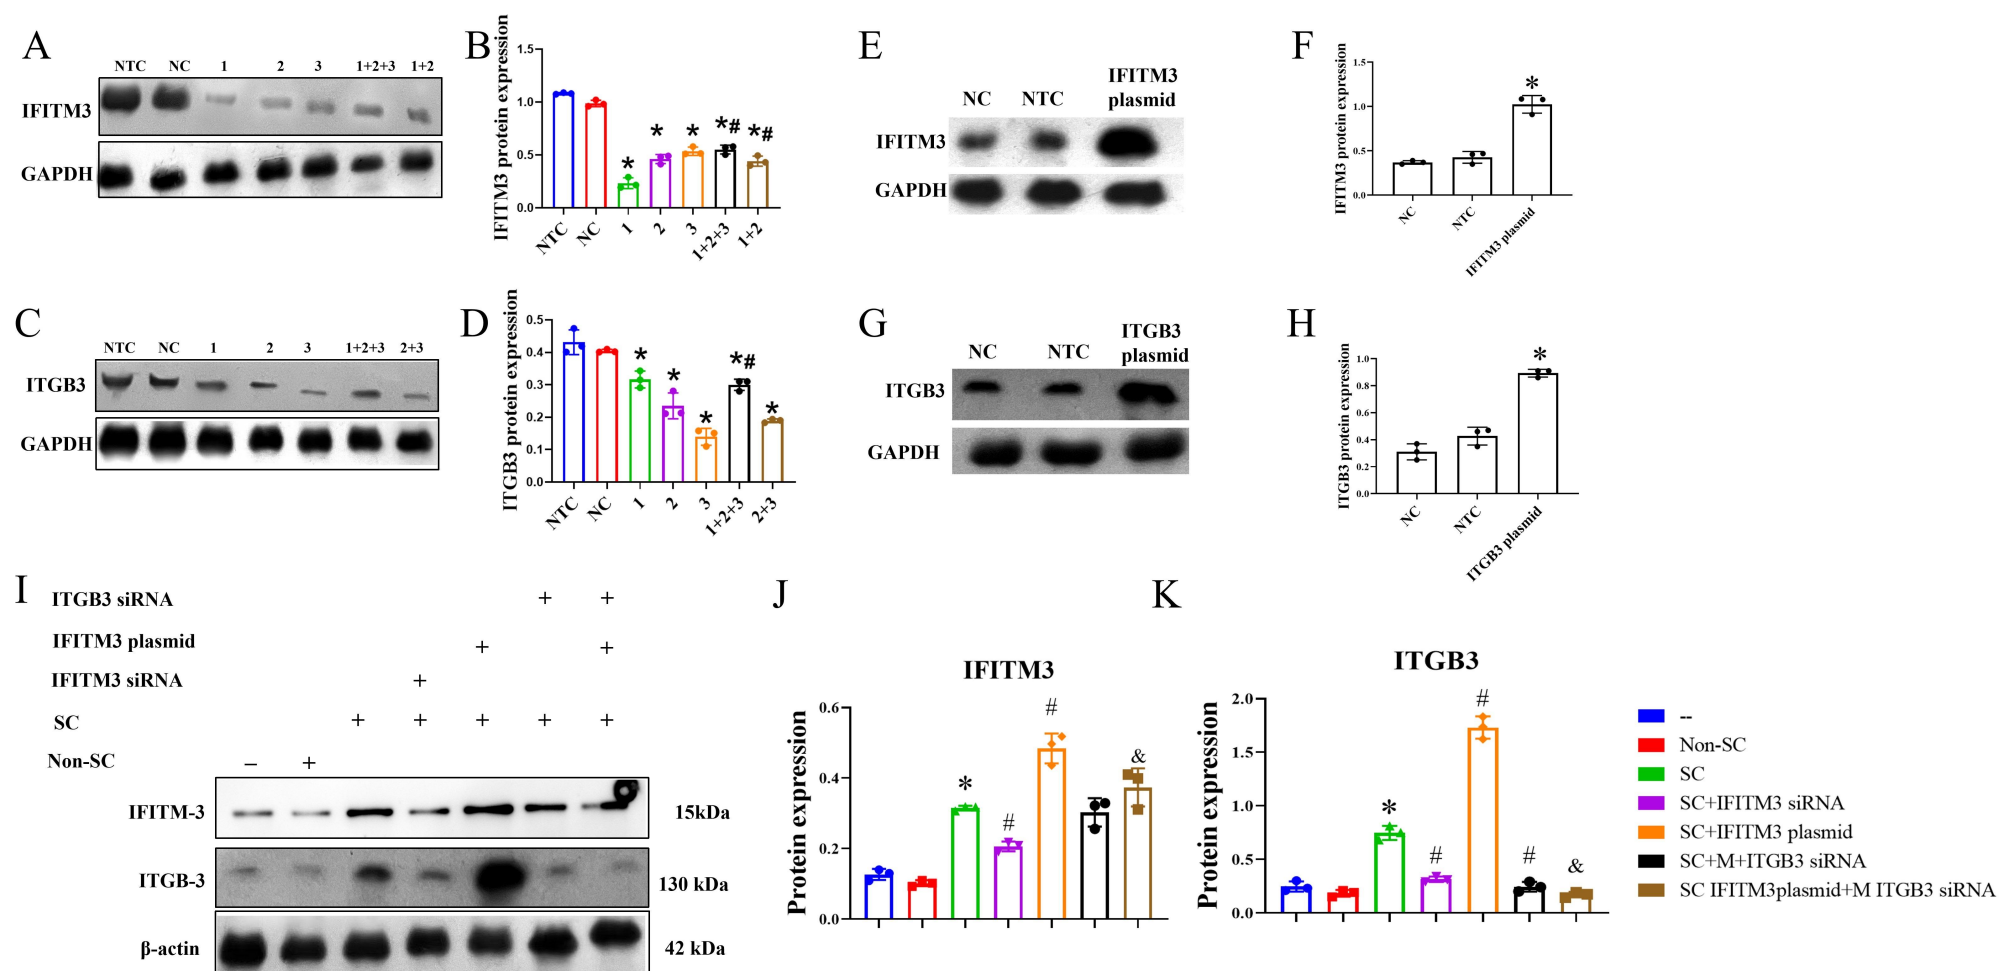 A
NTC NC 1 2 3 1+2+3 1+2
IFITM3
GAPDH
B
IFITM3 protein expression
1.5
1.0
0.5
0.0
* * * *# *#
NTC NC 1 2 3 1+2+3 1+2
E
NC NTC IFITM3
plasmid
IFITM3
GAPDH
F
IFITM3 protein expression
1.5
1.0
0.5
0.0
*
NC NTC IFITM3 plasmid
C
NTC NC 1 2 3 1+2+3 2+3
ITGB3
GAPDH
D
ITGB3 protein expression
0.5
0.4
0.3
0.2
0.1
0.0
* * * *# *
NTC NC 1 2 3 1+2+3 2+3
G
NC NTC ITGB3
plasmid
ITGB3
GAPDH
H
ITGB3 protein expression
1.0
0.8
0.6
0.4
0.2
0.0
*
NC NTC ITGB3 plasmid
I
ITGB3 siRNA + +
IFITM3 plasmid + +
IFITM3 siRNA +
SC + + + + +
Non-SC – +
IFITM-3 15kDa
ITGB-3 130 kDa
β-actin 42 kDa
J
IFITM3
Protein expression
0.6
0.4
0.2
0.0
* # # &
K
ITGB3
Protein expression
2.0
1.5
1.0
0.5
0.0
* # # # &
--
Non-SC
SC
SC+IFITM3 siRNA
SC+IFITM3 plasmid
SC+M+ITGB3 siRNA
SC IFITM3plasmid+M ITGB3 siRNA